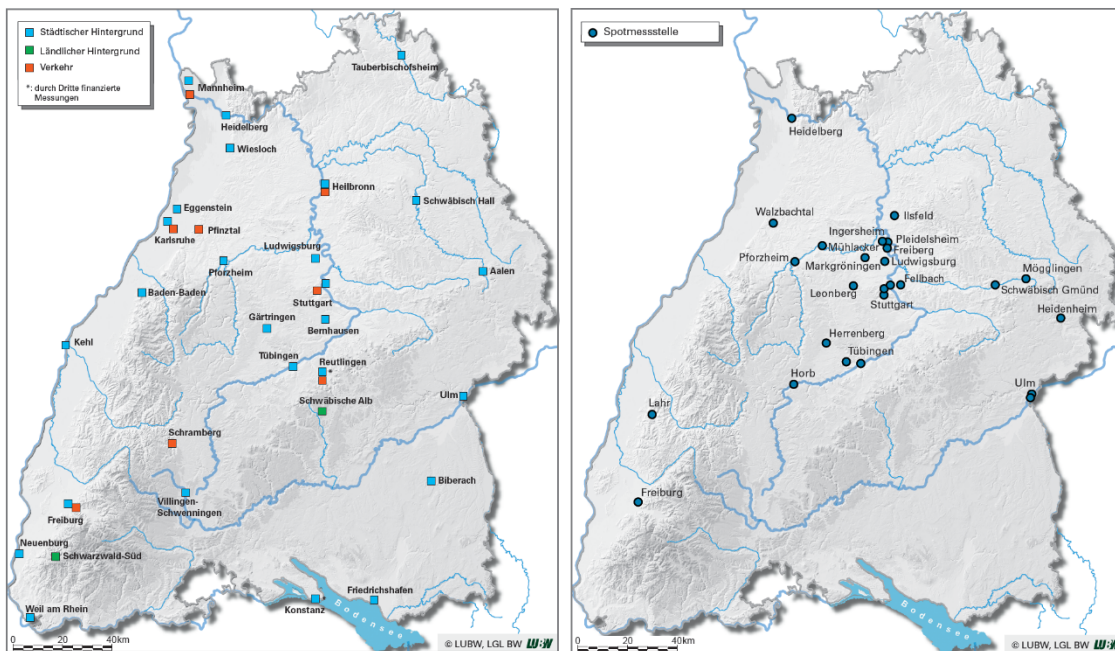 Städtischer Hintergrund
Ländlicher Hintergrund
Verkehr
*: durch Dritte finanzierte
Messungen
Tauberbischofsheim
Mannheim
Heidelberg
Wiesloch
Heilbronn
Schwäbisch Hall
Eggenstein
Karlsruhe
Pfinztal
Ludwigsburg
Pforzheim
Aalen
Baden-Baden
Stuttgart
Gärtringen
Bernhausen
Kehl
Tübingen
Reutlingen
*
Schwäbische Alb
Ulm
Schramberg
Biberach
Villingen-
Schwenningen
Freiburg
Neuenburg
Schwarzwald-Süd
Friedrichshafen
*
Konstanz
Bodensee
Weil am Rhein
0 20 40km
© LUBW, LGL BW LUBW
Spotmessstelle
Heidelberg
Walzbachtal
Ilsfeld
Ingersheim
Pleidelsheim
Mühlacker
Freiberg
Pforzheim
Markgröningen
Ludwigsburg
Mögglingen
Leonberg
Fellbach
Schwäbisch Gmünd
Stuttgart
Heidenheim
Herrenberg
Tübingen
Horb
Ulm
Lahr
Freiburg
Bodensee
0 20 40km
© LUBW, LGL BW LUBW